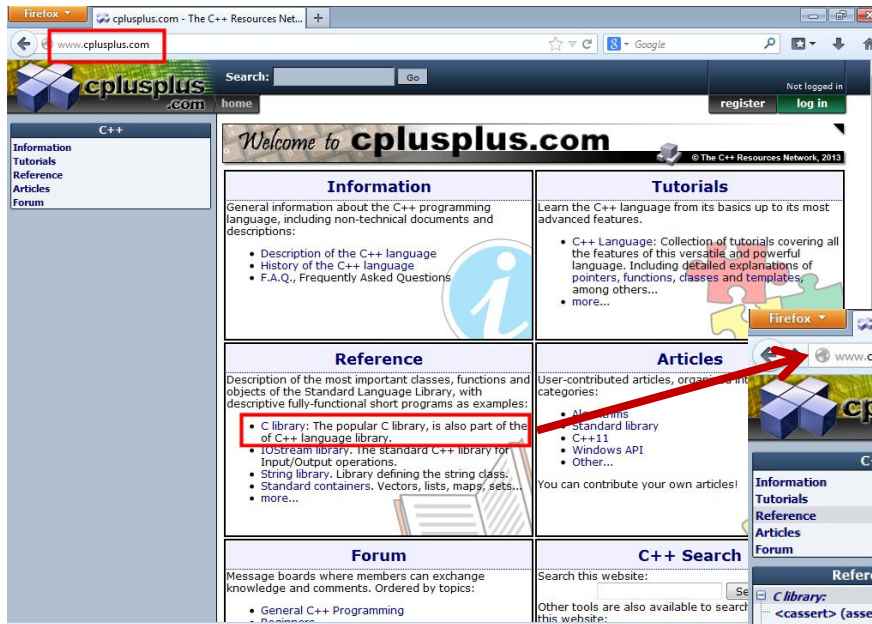 Firefox
cplusplus.com - The C++ Resources Net...
www.cplusplus.com
Google
cplusplus
.com
Search:
Go
Not logged in
home
register
log in
C++
Information
Tutorials
Reference
Articles
Forum
Welcome to cplusplus.com
© The C++ Resources Network, 2013
Information
General information about the C++ programming
language, including non-technical documents and
descriptions:
Description of the C++ language
History of the C++ language
F.A.Q., Frequently Asked Questions
Tutorials
Learn the C++ language from its basics up to its most
advanced features.
C++ Language: Collection of tutorials covering all
the features of this versatile and powerful
language. Including detailed explanations of
pointers, functions, classes and templates,
among others...
more...
Reference
Description of the most important classes, functions and
objects of the Standard Language Library, with
descriptive fully-functional short programs as examples:
C library: The popular C library, is also part of the
of C++ language library.
IOStream library. The standard C++ library for
Input/Output operations.
String library. Library defining the string class.
Standard containers. Vectors, lists, maps, sets...
more...
Articles
User-contributed articles, organized int
categories:
Algorithms
Standard library
C++11
Windows API
Other...
You can contribute your own articles!
Forum
Message boards where members can exchange
knowledge and comments. Ordered by topics:
General C++ Programming
Beginners
C++ Search
Search this website:
Se
Other tools are also available to search
this website:
Firefox
www.c
cp
C
Information
Tutorials
Reference
Articles
Forum
Refer
C library:
<cassert> (asse